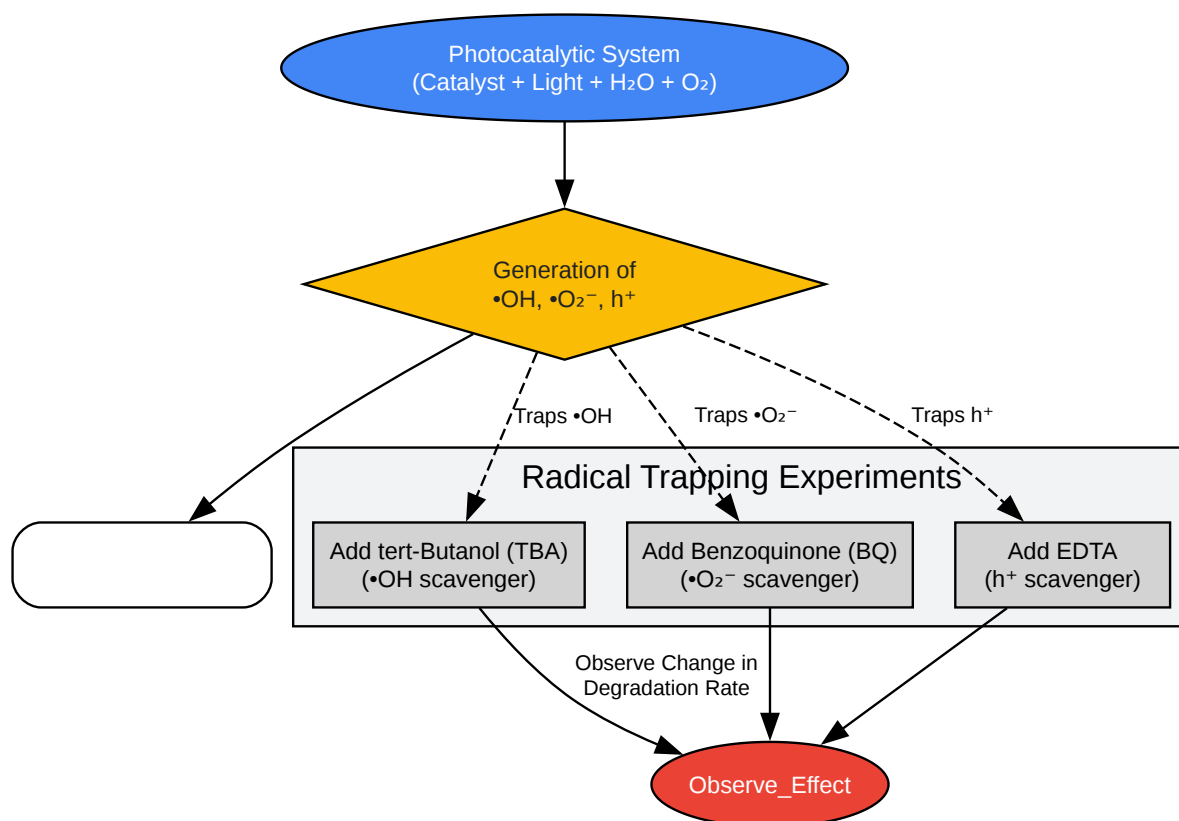 Photocatalytic System
(Catalyst + Light + H₂O + O₂)
Generation of
•OH, •O₂⁻, h⁺
Traps •OH
Traps •O₂⁻
Traps h⁺
Radical Trapping Experiments
Add tert-Butanol (TBA)
(•OH scavenger)
Add Benzoquinone (BQ)
(•O₂⁻ scavenger)
Add EDTA
(h⁺ scavenger)
Observe Change in
Degradation Rate
Observe_Effect